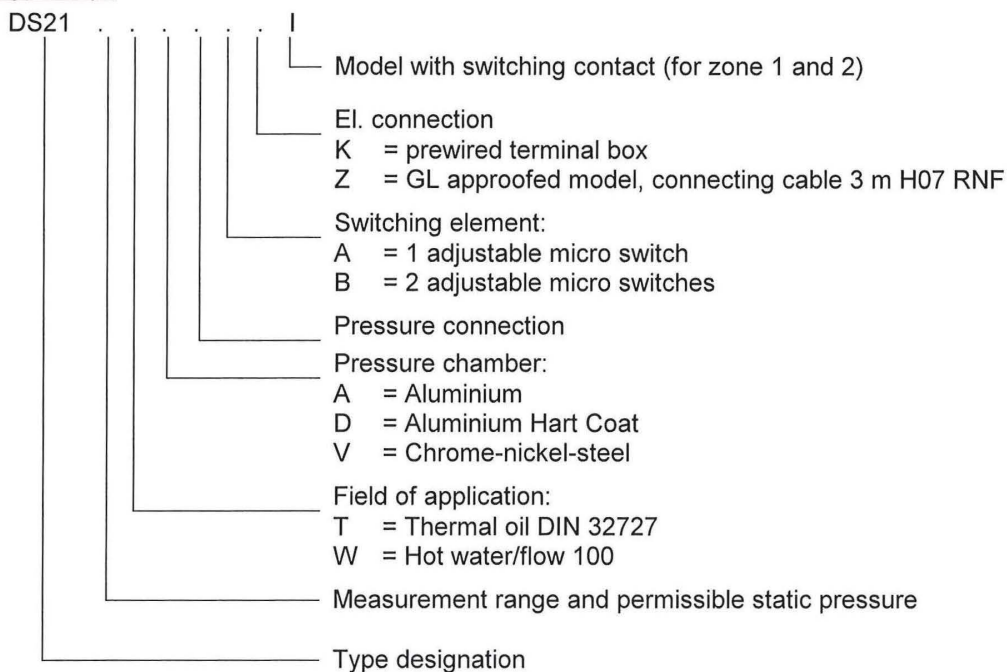 DS21 . . . . . . I
Model with switching contact (for zone 1 and 2)
El. connection
K = prewired terminal box
Z = GL approofed model, connecting cable 3 m H07 RNF
Switching element:
A = 1 adjustable micro switch
B = 2 adjustable micro switches
Pressure connection
Pressure chamber:
A = Aluminium
D = Aluminium Hart Coat
V = Chrome-nickel-steel
Field of application:
T = Thermal oil DIN 32727
W = Hot water/flow 100
Measurement range and permissible static pressure
Type designation